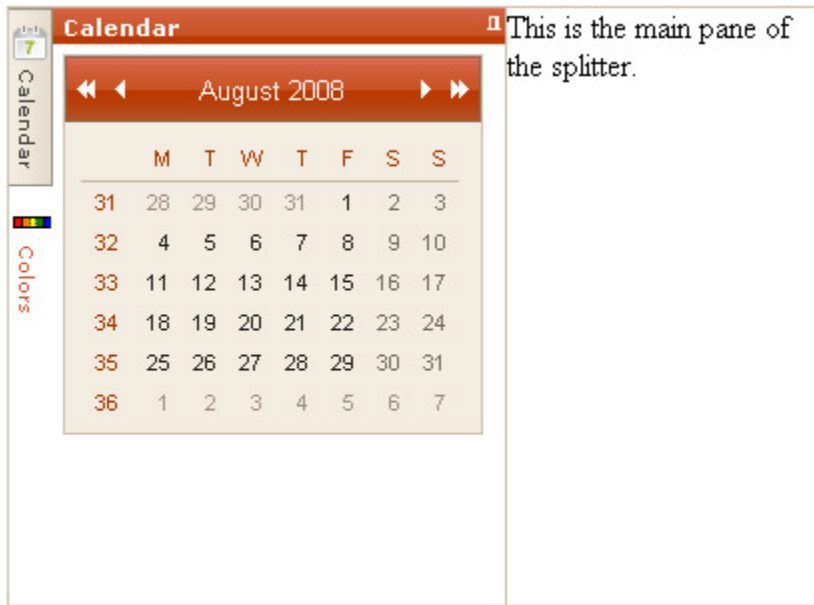 7
Calendar
Colors
Calendar
August 2008
M T W T F S S
31 28 29 30 31 1 2 3
32 4 5 6 7 8 9 10
33 11 12 13 14 15 16 17
34 18 19 20 21 22 23 24
35 25 26 27 28 29 30 31
36 1 2 3 4 5 6 7
This is the main pane of
the splitter.